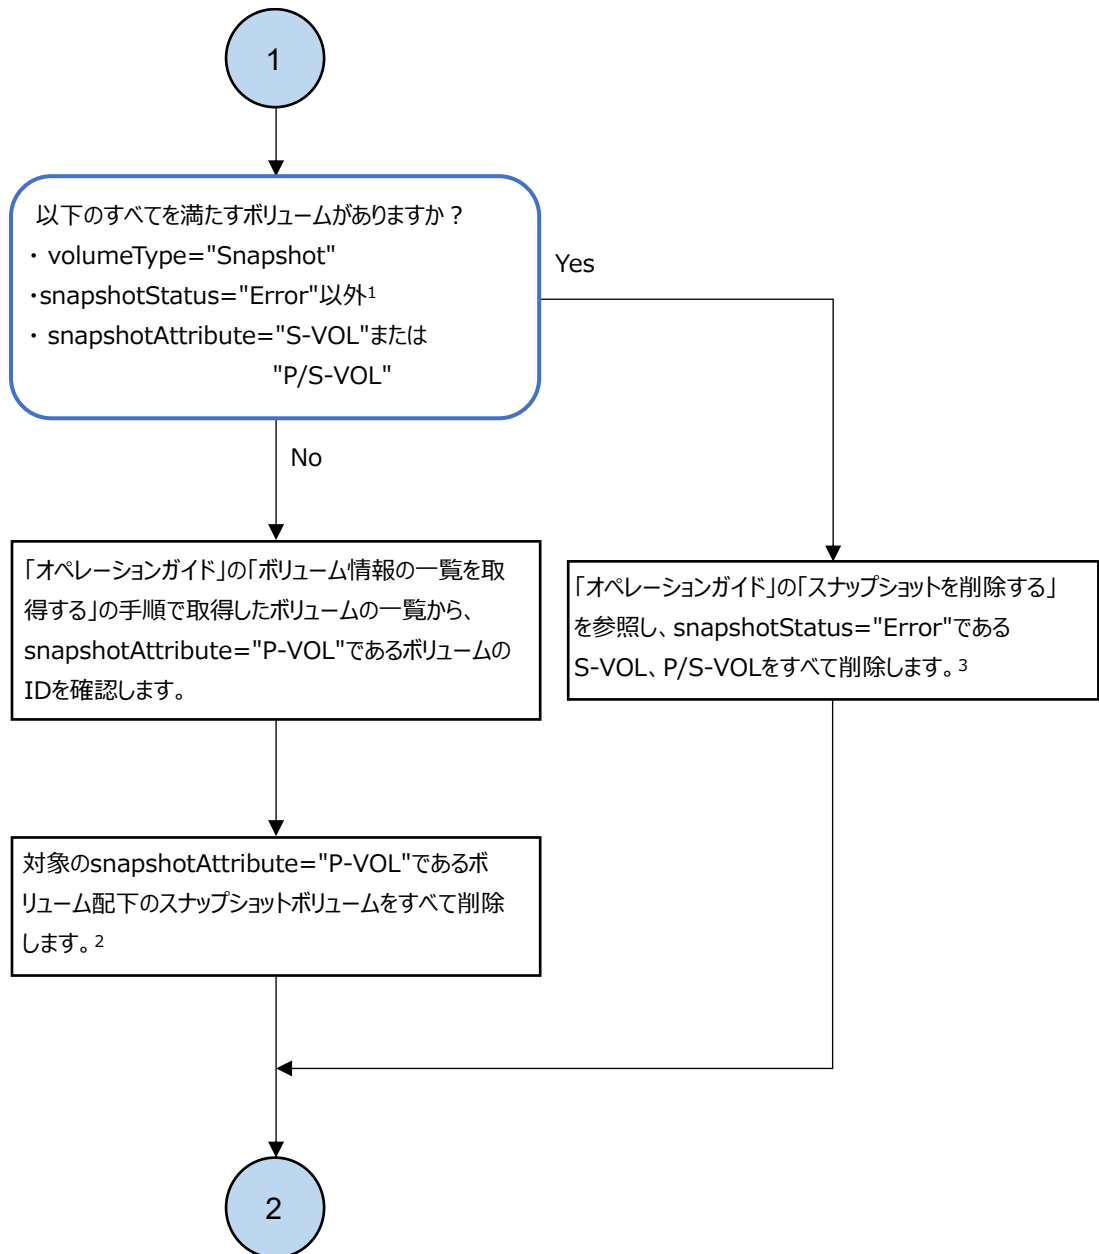 1
以下のすべてを満たすボリュームがありますか？
・ volumeType="Snapshot"
・snapshotStatus="Error"以外1
・ snapshotAttribute="S-VOL"または
"P/S-VOL"
Yes
No
「オペレーションガイド」の「ボリューム情報の一覧を取
得する」の手順で取得したボリュームの一覧から、
snapshotAttribute="P-VOL"であるボリュームの
IDを確認します。
「オペレーションガイド」の「スナップショットを削除する」
を参照し、snapshotStatus="Error"である
S-VOL、P/S-VOLをすべて削除します。3
対象のsnapshotAttribute="P-VOL"であるボ
リューム配下のスナップショットボリュームをすべて削除
します。2
2